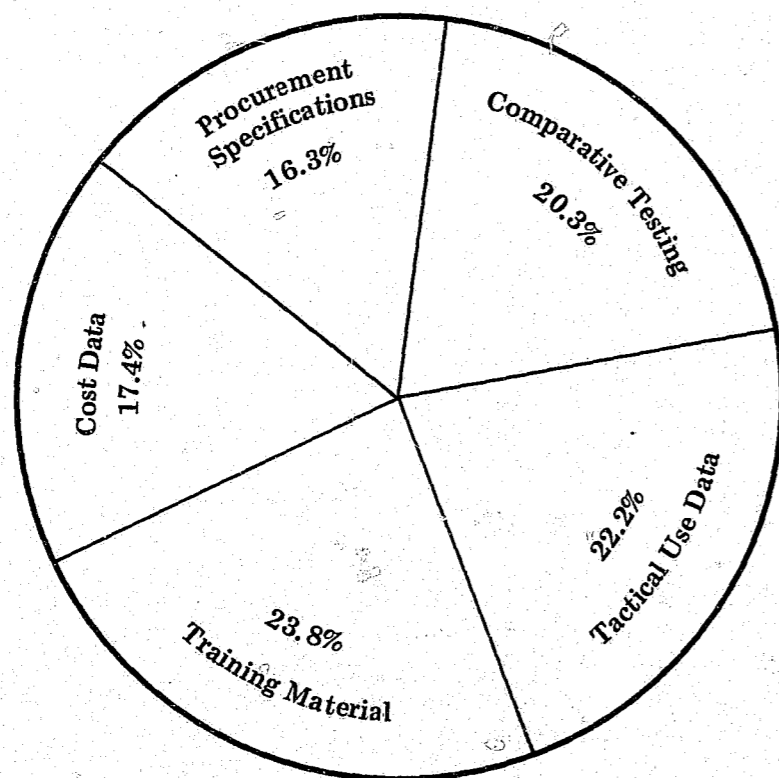 Procurement
Specifications
16.3%
Comparative Testing
20.3%
Cost Data
17.4%
22.2%
Tactical Use Data
23.8%
Training Material